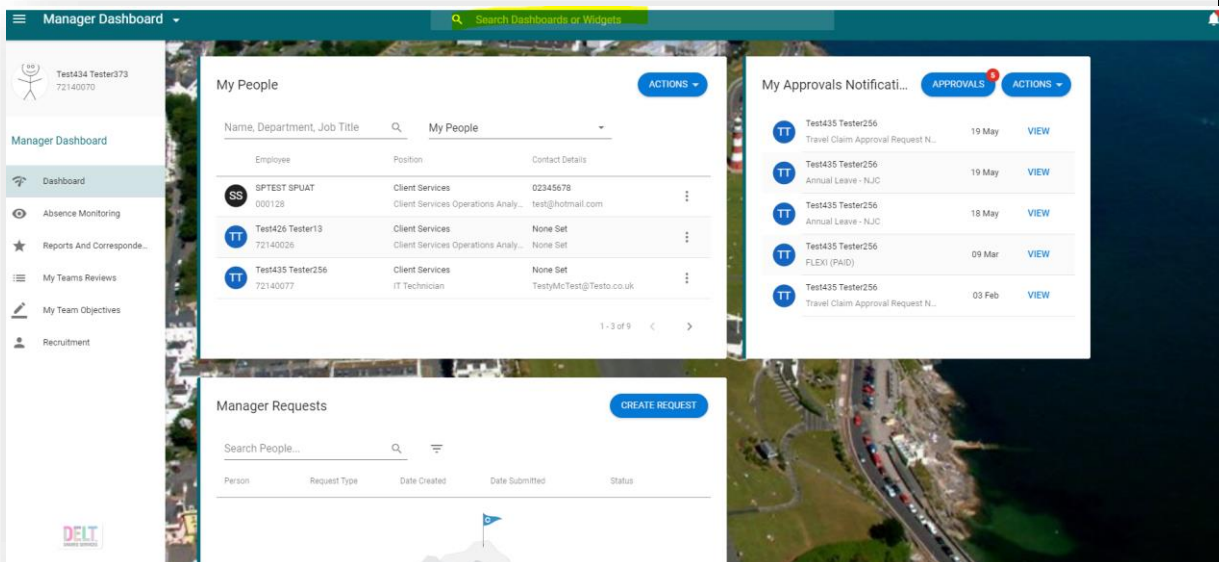 Manager Dashboard
Search Dashboards or Widgets
Test434 Tester373
72140070
Manager Dashboard
Dashboard
Absence Monitoring
Reports And Corresponde...
My Teams Reviews
My Team Objectives
Recruitment
DELT
SHARED SERVICES
My People
ACTIONS
Name, Department, Job Title
My People
Employee Position Contact Details
SS SPTEST SPUAT Client Services 02345678
000128 Client Services Operations Analy... test@hotmail.com
TT Test426 Tester13 Client Services None Set
72140026 Client Services Operations Analy... None Set
TT Test435 Tester256 Client Services None Set
72140077 IT Technician TestyMcTest@Testo.co.uk
1 - 3 of 9
My Approvals Notificati... APPROVALS 5 ACTIONS
TT Test435 Tester256 19 May VIEW
Travel Claim Approval Request N...
TT Test435 Tester256 19 May VIEW
Annual Leave - NJC
TT Test435 Tester256 18 May VIEW
Annual Leave - NJC
TT Test435 Tester256 09 Mar VIEW
FLEXI (PAID)
TT Test435 Tester256 03 Feb VIEW
Travel Claim Approval Request N...
Manager Requests
CREATE REQUEST
Search People...
Person Request Type Date Created Date Submitted Status